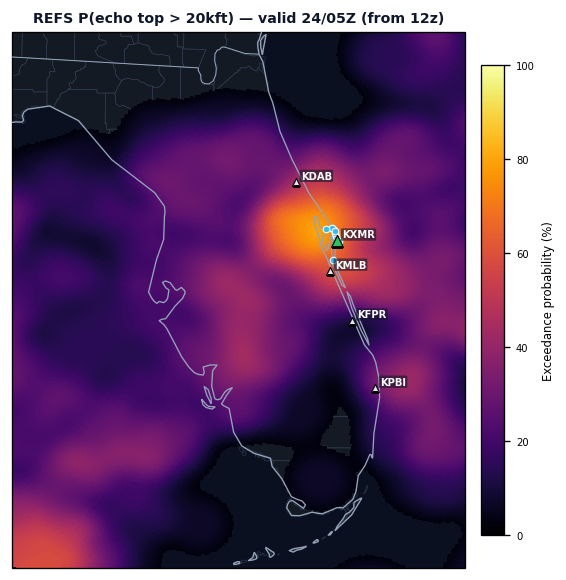 REFS P(echo top > 20kft) — valid 24/05Z (from 12z)
KDAB
KXMR
KMLB
KFPR
KPBI
100
80
60
40
20
0
Exceedance probability (%)